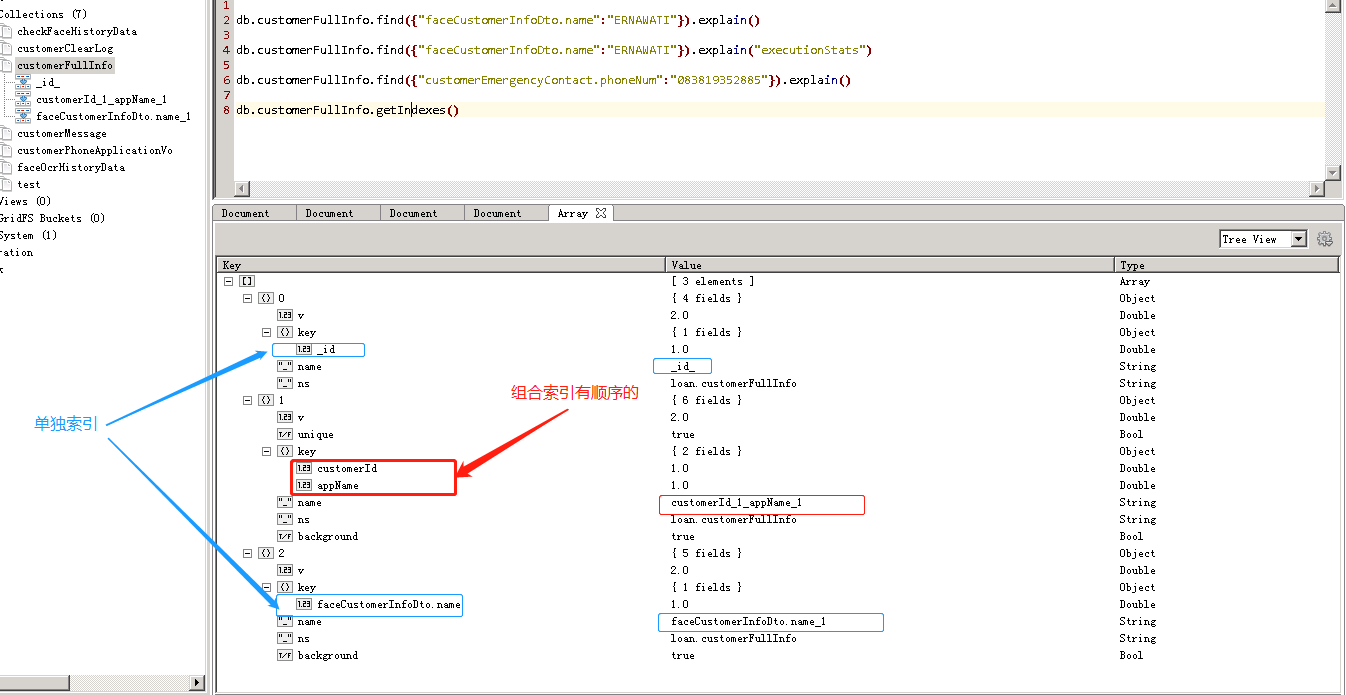 Collections (7)
checkFaceHistoryData
customerClearLog
customerFullInfo
_id_
customerId_1_appName_1
faceCustomerInfoDto.name_1
customerMessage
customerPhoneApplicationVo
faceOcrHistoryData
test
Views (0)
GridFS Buckets (0)
System (1)
ration
1
2 db.customerFullInfo.find({"faceCustomerInfoDto.name":"ERNAWATI"}).explain()
3
4 db.customerFullInfo.find({"faceCustomerInfoDto.name":"ERNAWATI"}).explain("executionStats")
5
6 db.customerFullInfo.find({"customerEmergencyContact.phoneNum":"083819352885"}).explain()
7
8 db.customerFullInfo.getIndexes()
Document Document Document Document Array
Tree View
Key Value Type
[ 3 elements ] Array
0 { 4 fields } Object
v 2.0 Double
key { 1 fields } Object
_id 1.0 Double
name _id_ String
ns loan.customerFullInfo String
1 { 6 fields } Object
v 2.0 Double
unique true Bool
key { 2 fields } Object
customerId 1.0 Double
appName 1.0 Double
name customerId_1_appName_1 String
ns loan.customerFullInfo String
background true Bool
2 { 5 fields } Object
v 2.0 Double
key { 1 fields } Object
faceCustomerInfoDto.name 1.0 Double
name faceCustomerInfoDto.name_1 String
ns loan.customerFullInfo String
background true Bool
单独索引
组合索引有顺序的